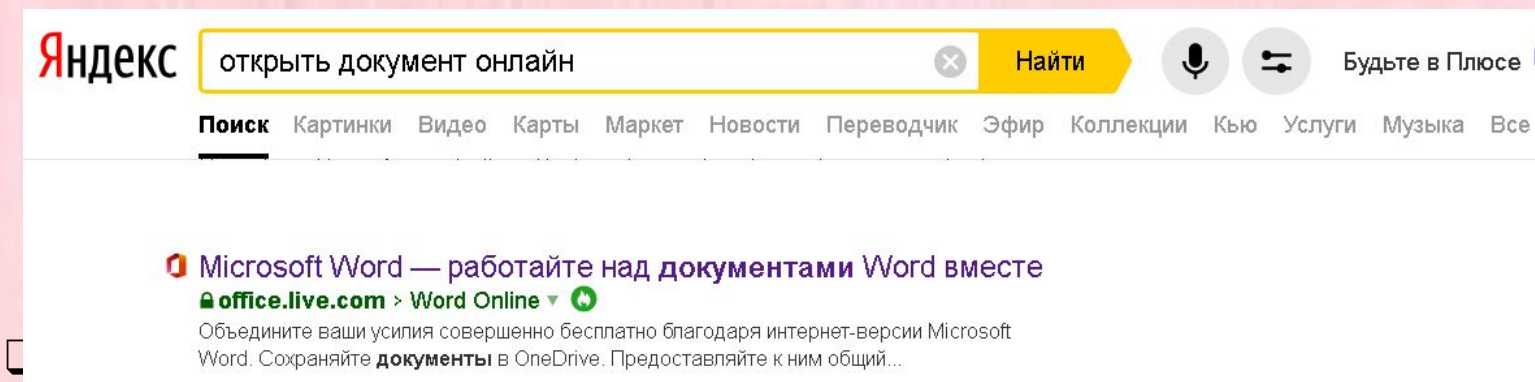 Яндекс открыть документ онлайн Найти Будьте в Плюсе
Поиск Картинки Видео Карты Маркет Новости Переводчик Эфир Коллекции Кью Услуги Музыка Все
Microsoft Word — работайте над документами Word вместе
office.live.com > Word Online
Объедините ваши усилия совершенно бесплатно благодаря интернет-версии Microsoft
Word. Сохраняйте документы в OneDrive. Предоставляйте к ним общий...